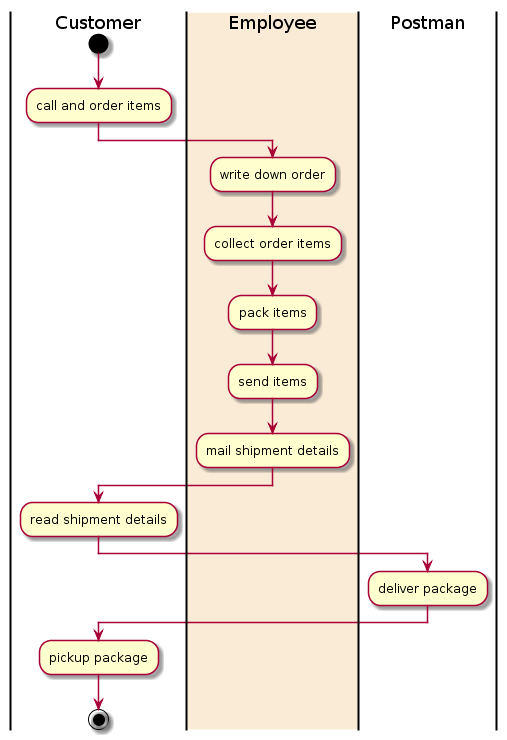 Customer
Employee
Postman
call and order items
write down order
collect order items
pack items
send items
mail shipment details
read shipment details
deliver package
pickup package